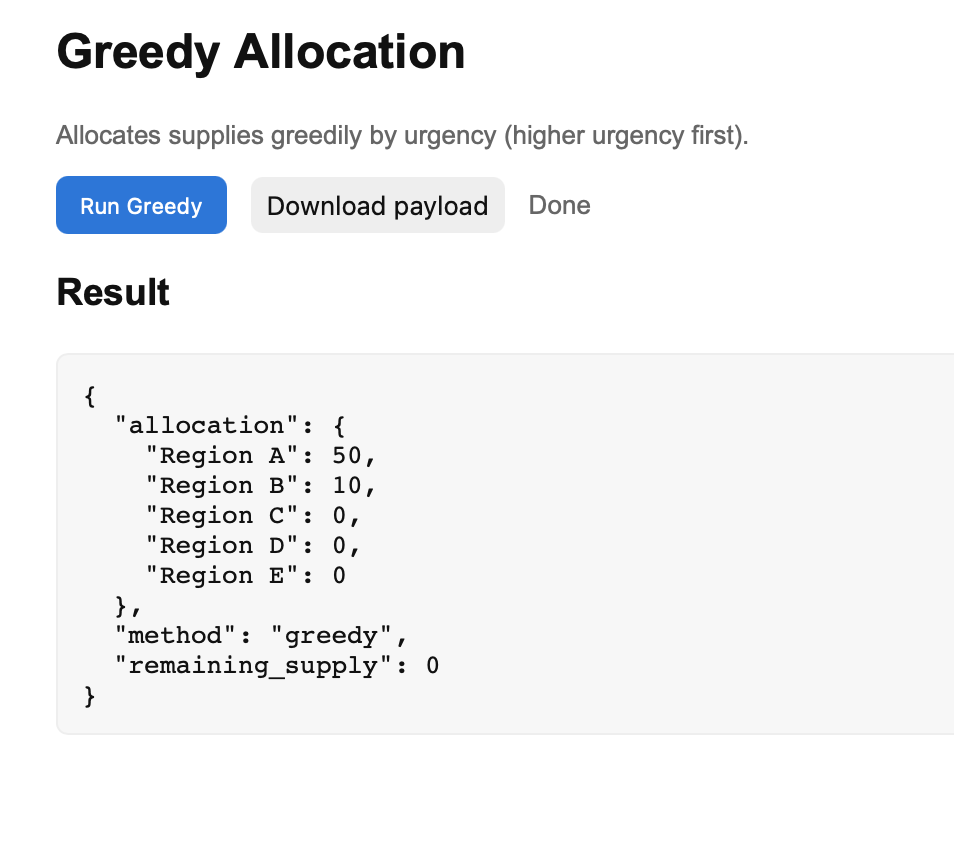 Greedy Allocation
Allocates supplies greedily by urgency (higher urgency first).
Run Greedy Download payload Done
Result
{
  "allocation": {
    "Region A": 50,
    "Region B": 10,
    "Region C": 0,
    "Region D": 0,
    "Region E": 0
  },
  "method": "greedy",
  "remaining_supply": 0
}